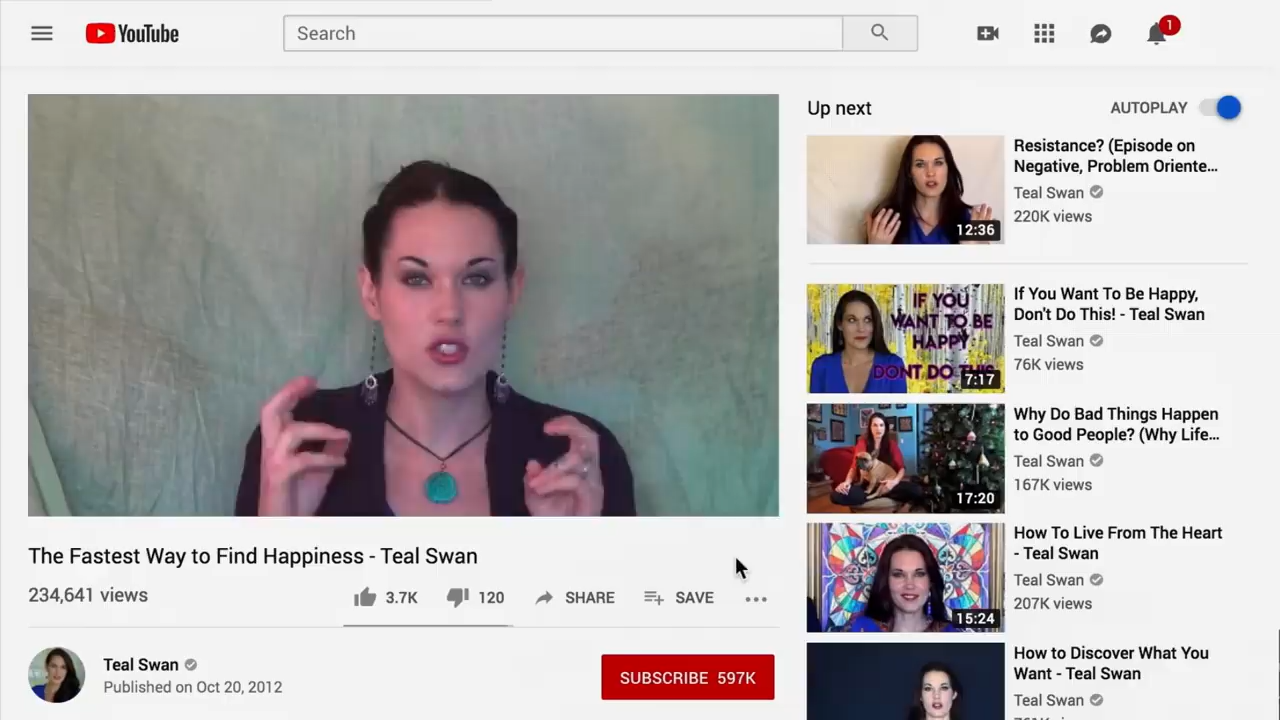 YouTube
Search
1
Up next
AUTOPLAY
Resistance? (Episode on
Negative, Problem Oriente...
Teal Swan
220K views
12:36
IF YOU
WANT TO BE
HAPPY
DONT DO THIS
7:17
If You Want To Be Happy,
Don't Do This! - Teal Swan
Teal Swan
76K views
17:20
Why Do Bad Things Happen
to Good People? (Why Life...
Teal Swan
167K views
15:24
How To Live From The Heart
- Teal Swan
Teal Swan
207K views
How to Discover What You
Want - Teal Swan
Teal Swan
The Fastest Way to Find Happiness - Teal Swan
234,641 views
3.7K
120
SHARE
SAVE
Teal Swan
Published on Oct 20, 2012
SUBSCRIBE 597K